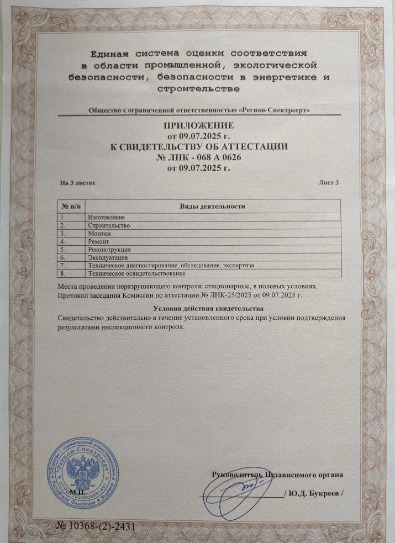 Единая система оценки соответствия
в области промышленной, экологической
безопасности, безопасности в энергетике и
строительстве
Общество с ограниченной ответственностью «Регион-Спектрсерт»
ПРИЛОЖЕНИЕ
от 09.07.2025 г.
К СВИДЕТЕЛЬСТВУ ОБ АТТЕСТАЦИИ
№ ЛНК - 068 А 0626
от 09.07.2025 г.
На 3 листах Лист 3
№ п/п Виды деятельности
1. Изготовление
2. Строительство
3. Монтаж
4. Ремонт
5. Реконструкция
6. Эксплуатация
7. Техническое диагностирование, обследование, экспертиза
8. Техническое освидетельствование
Места проведения неразрушающего контроля: стационарные, в полевых условиях.
Протокол заседания Комиссии по аттестации № ЛНК-25/2025 от 09.07.2025 г.
Условия действия свидетельства
Свидетельство действительно в течение установленного срока при условии подтверждения
результатами инспекционного контроля.
Руководитель Независимого органа
М.П.
/ Ю.Д. Букреев /
№ 10368-(2)-2431